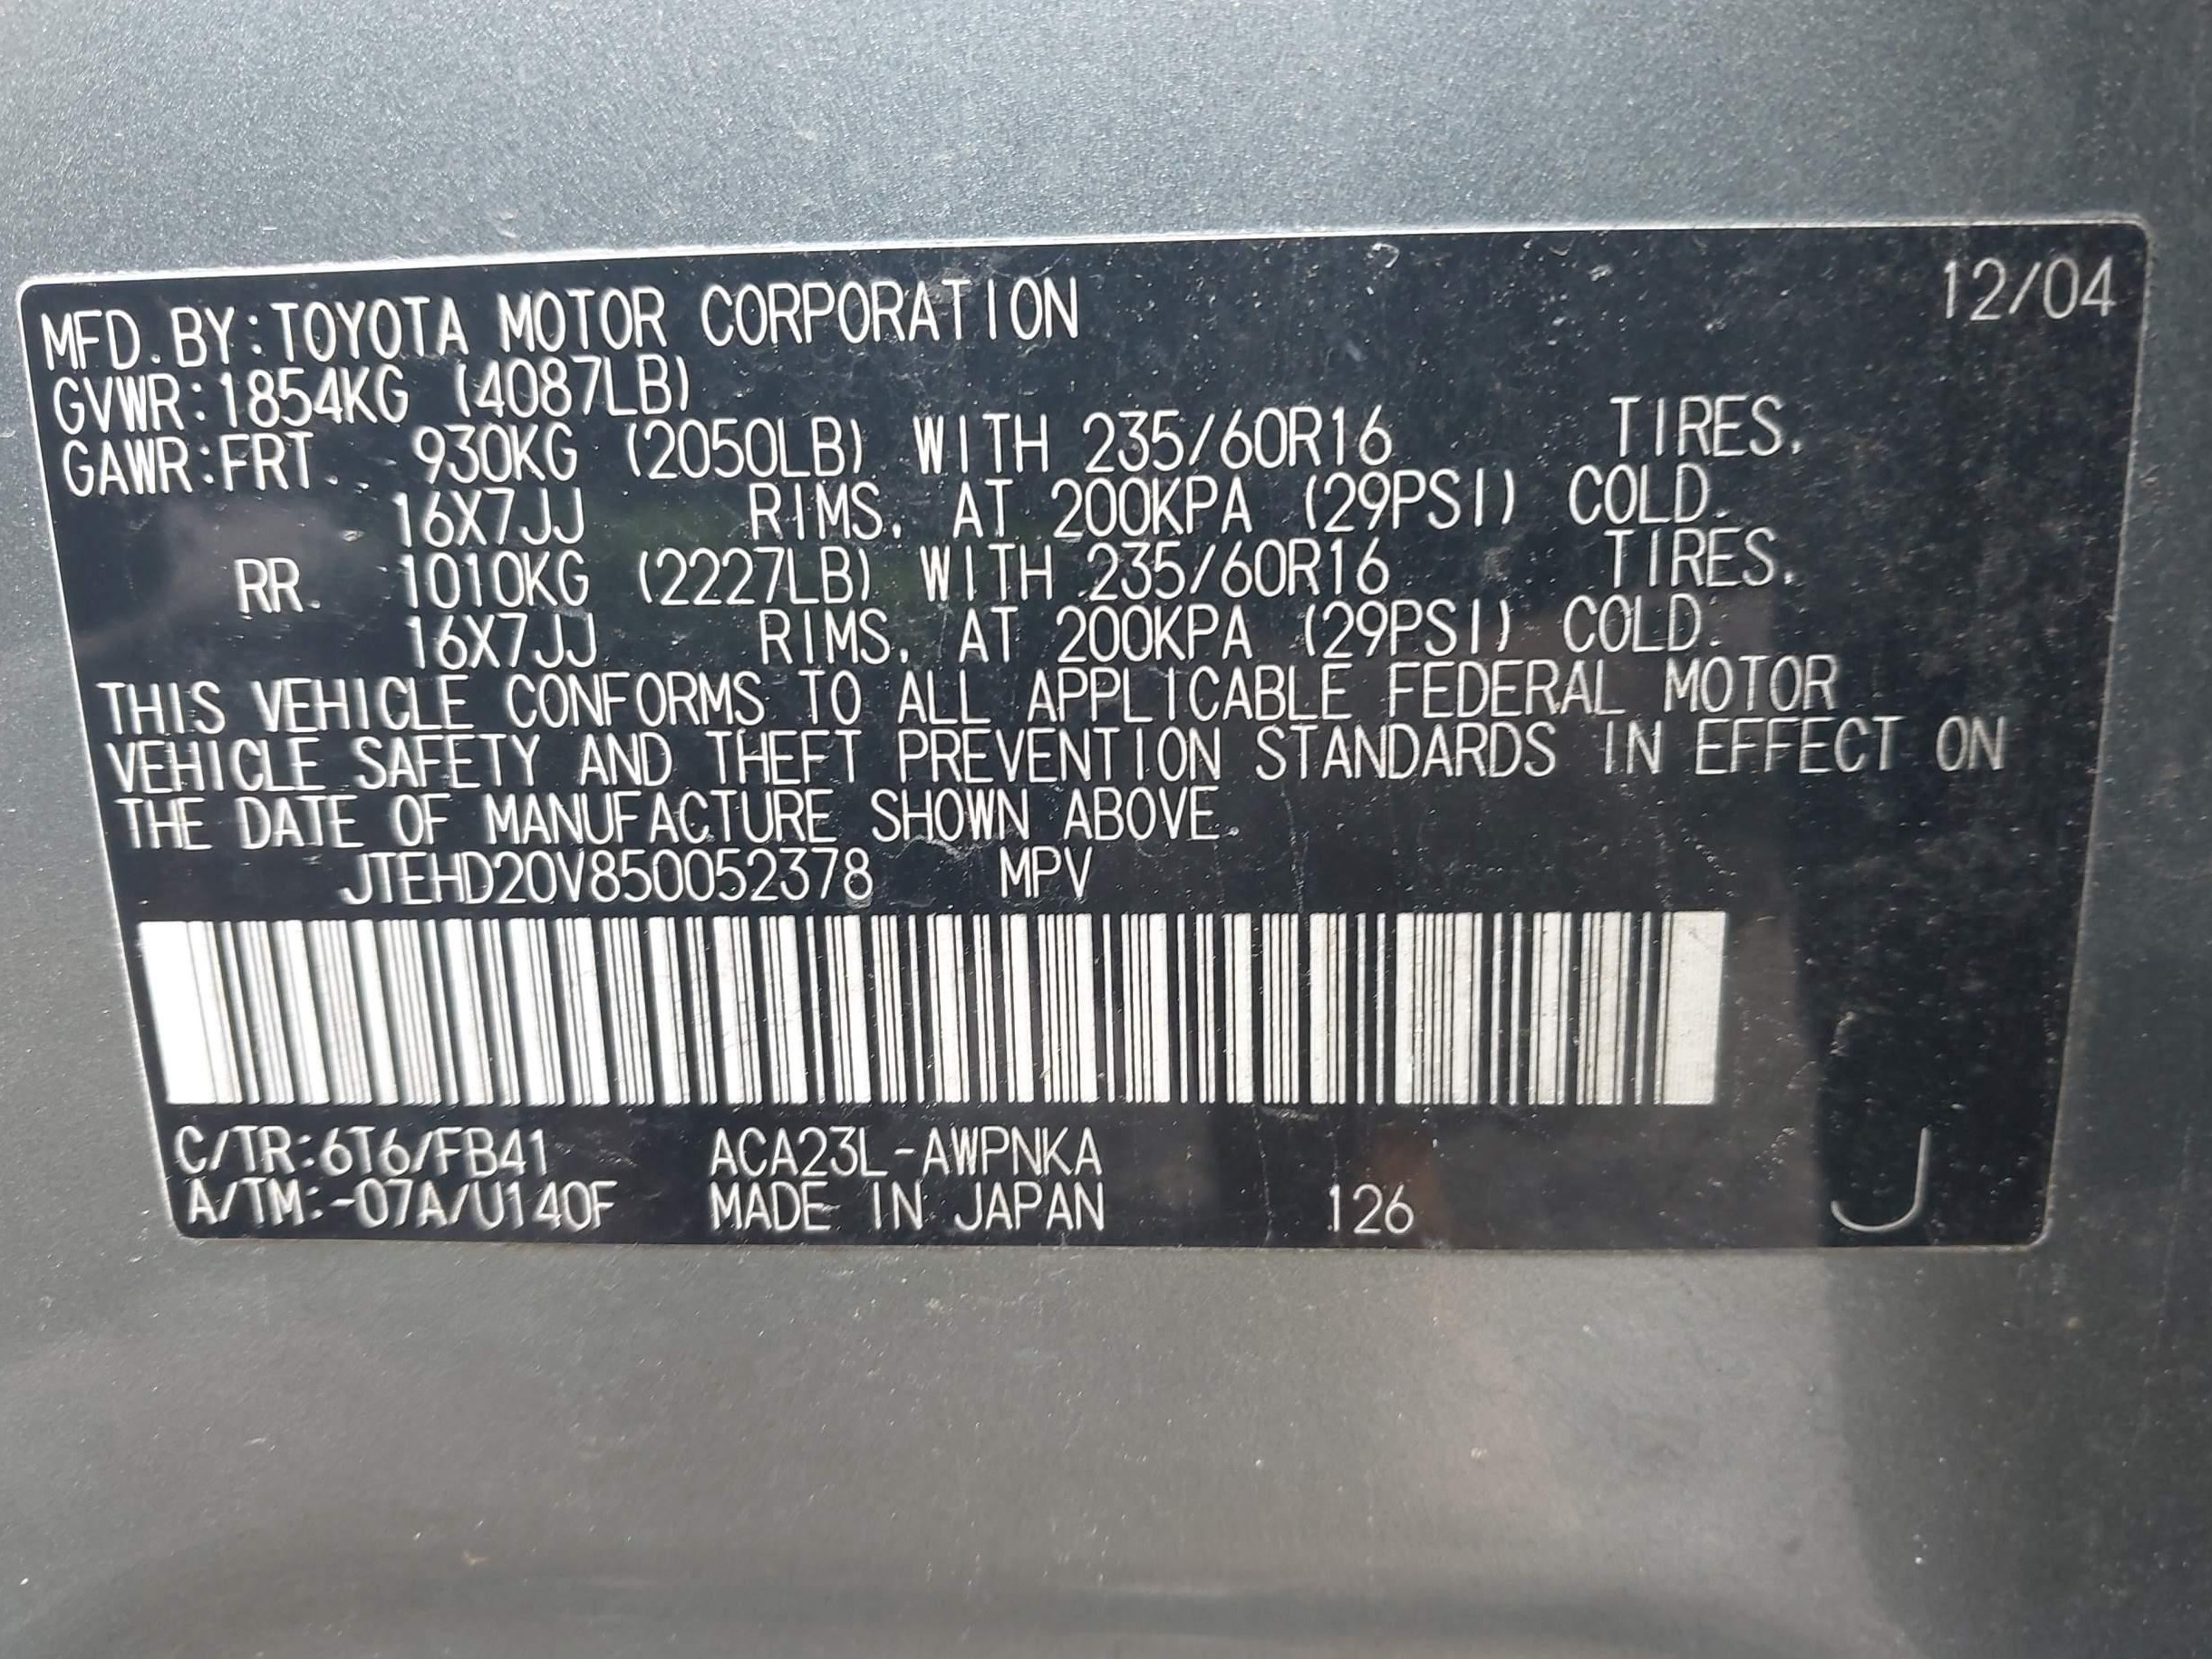 12/04
MFD. BY:TOYOTA MOTOR CORPORATION
GVWR:1854KG (4087LB)
GAWR:FRT. 930KG (2050LB) WITH 235/60R16 TIRES,
16X7JJ RIMS, AT 200KPA (29PSI) COLD.
RR. 1010KG (2227LB) WITH 235/60R16 TIRES,
16X7JJ RIMS, AT 200KPA (29PSI) COLD.
THIS VEHICLE CONFORMS TO ALL APPLICABLE FEDERAL MOTOR
VEHICLE SAFETY AND THEFT PREVENTION STANDARDS IN EFFECT ON
THE DATE OF MANUFACTURE SHOWN ABOVE.
JTEHD20V850052378 MPV
C/TR:6T6/FB41 ACA23L-AWPNKA
A/TM:-07A/U140F MADE IN JAPAN 126 J